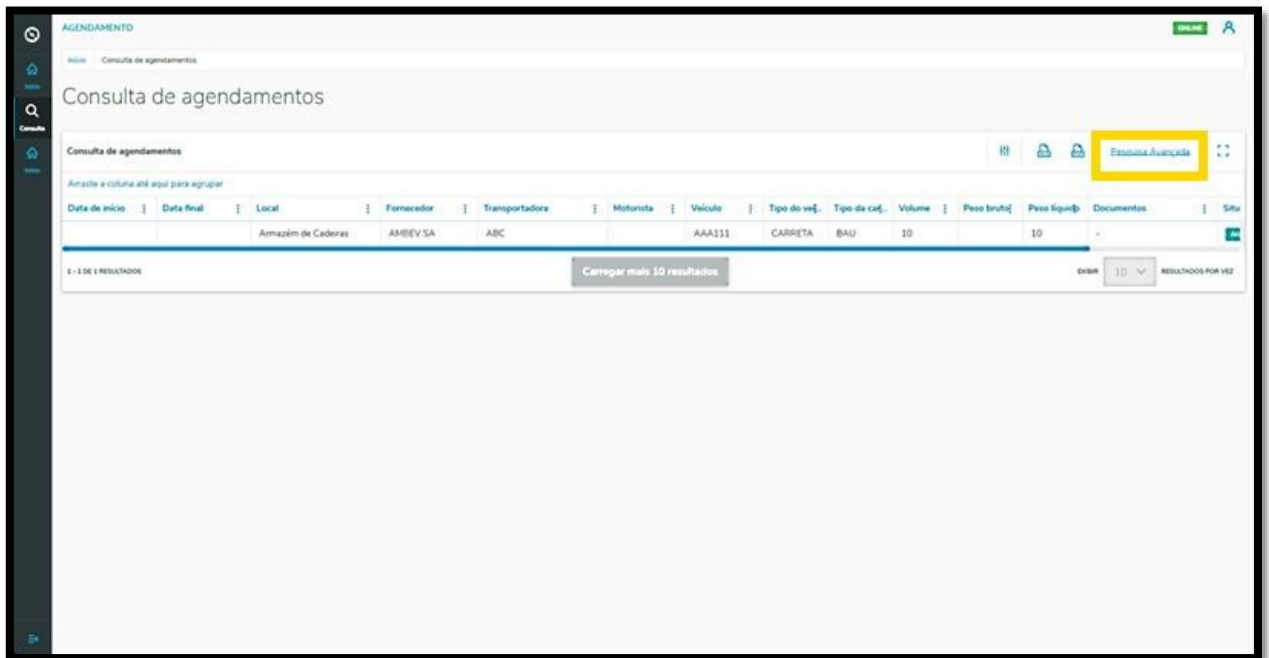 AGENDAMENTO
ONLINE
Início Consulta de agendamentos
Consulta
Consulta de agendamentos
Consulta de agendamentos
Pesquisa Avançada
Arraste a coluna até aqui para agrupar
Data de início Data final Local Fornecedor Transportadora Motorista Veículo Tipo do veí... Tipo da car... Volume Peso bruto Peso líquido Documentos Situ
Armazém de Cadeiras AMBEV SA ABC AAA111 CARRETA BAU 10 10 -
1 - 1 DE 1 RESULTADOS Carregar mais 10 resultados EXIBIR 10 RESULTADOS POR VEZ